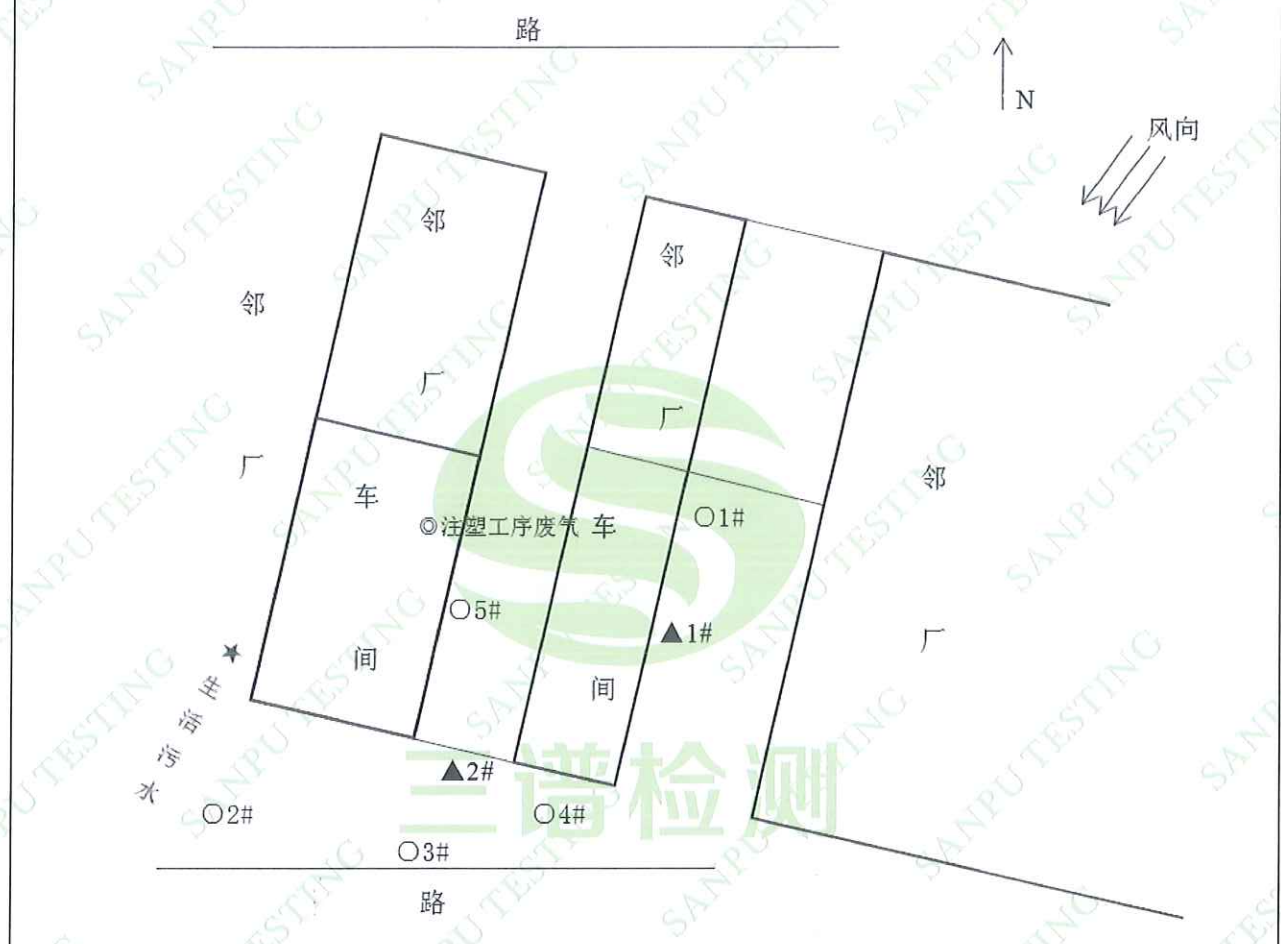 路
N
风向
邻
厂
邻
厂
邻
厂
邻
厂
车
间
◎注塑工序废气
车
间
○1#
▲1#
○5#
★生活污水
▲2#
○2#
○4#
○3#
路
三谱检测
SANPU TESTING